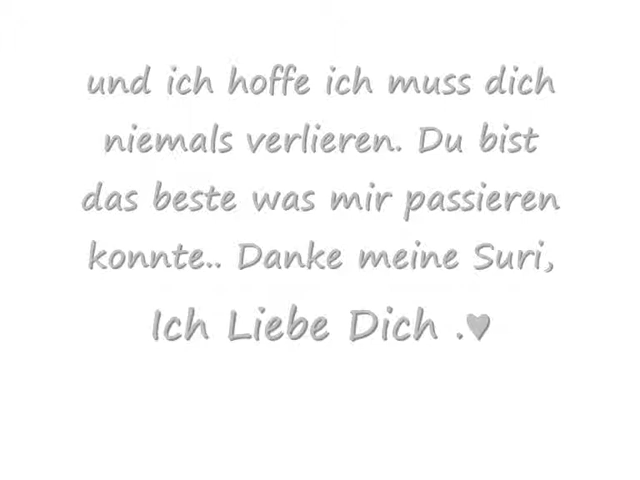 und ich hoffe ich muss dich
niemals verlieren. Du bist
das beste was mir passieren
konnte.. Danke meine Suri,
Ich Liebe Dich .♥